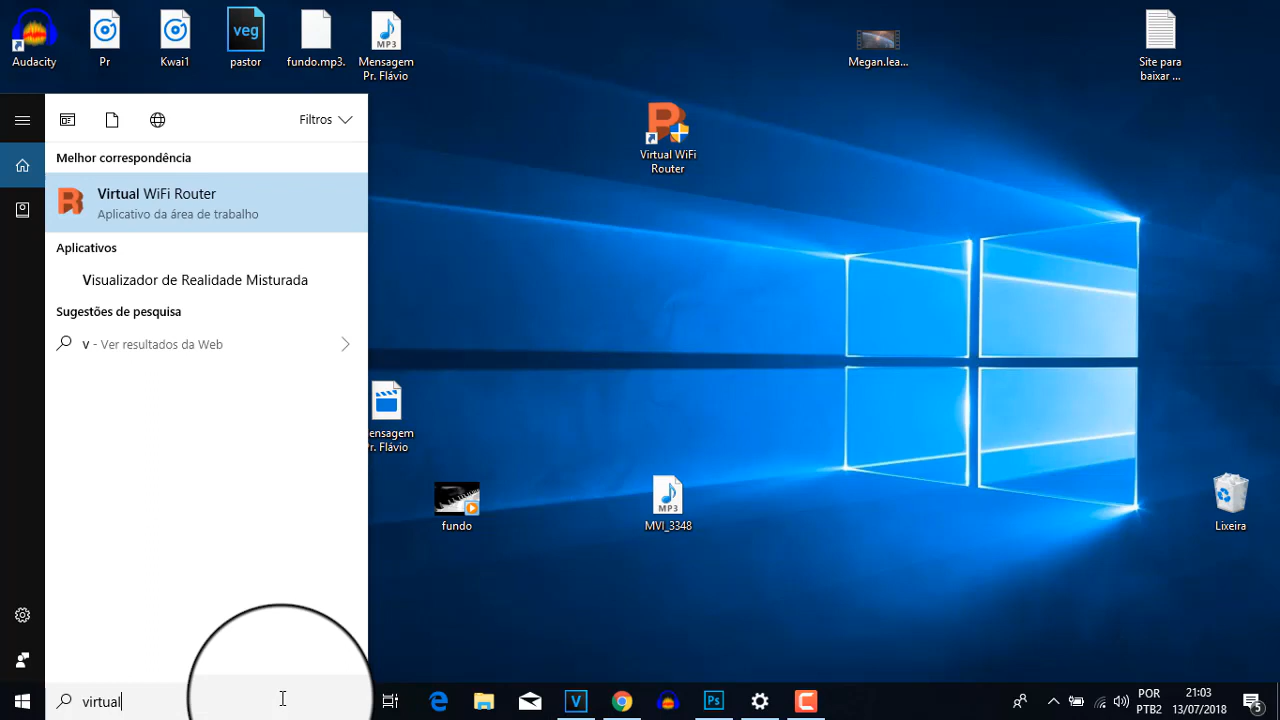 Audacity
Pr
Kwai1
veg
pastor
fundo.mp3.
MP3
Mensagem
Pr. Flávio
Megan.lea...
Site para
baixar ...
Filtros
Melhor correspondência
Virtual WiFi Router
Aplicativo da área de trabalho
Aplicativos
Visualizador de Realidade Misturada
Sugestões de pesquisa
v - Ver resultados da Web
Virtual WiFi
Router
ensagem
Pr. Flávio
fundo
MP3
MVI_3348
Lixeira
virtual
V
Ps
POR
PTB2
21:03
13/07/2018
5